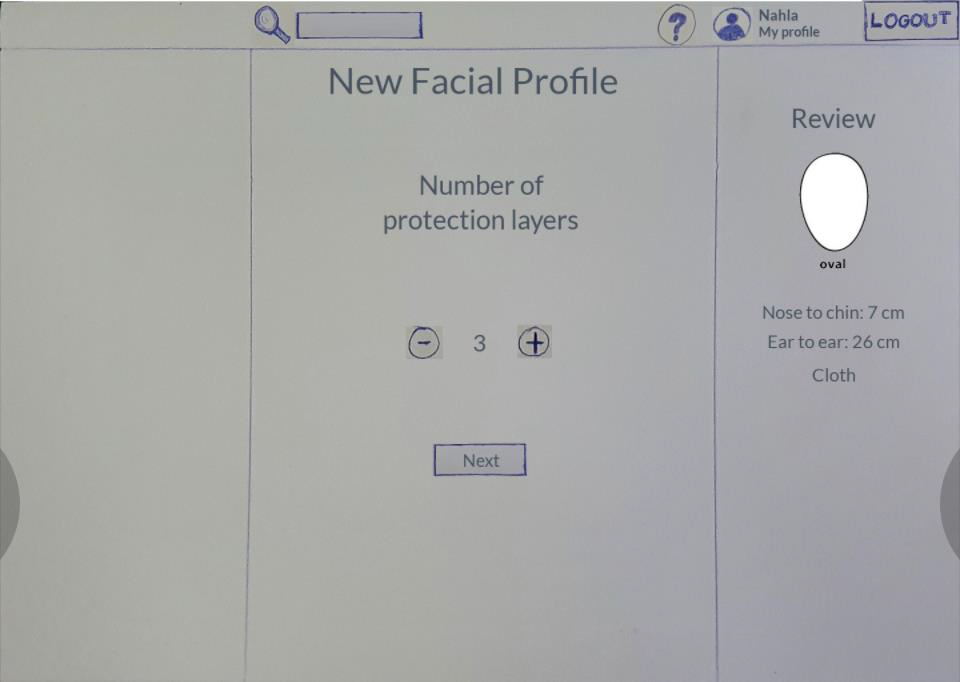 ?
Nahla
My profile
LOGOUT
New Facial Profile
Number of
protection layers
- 3 +
Next
Review
oval
Nose to chin: 7 cm
Ear to ear: 26 cm
Cloth